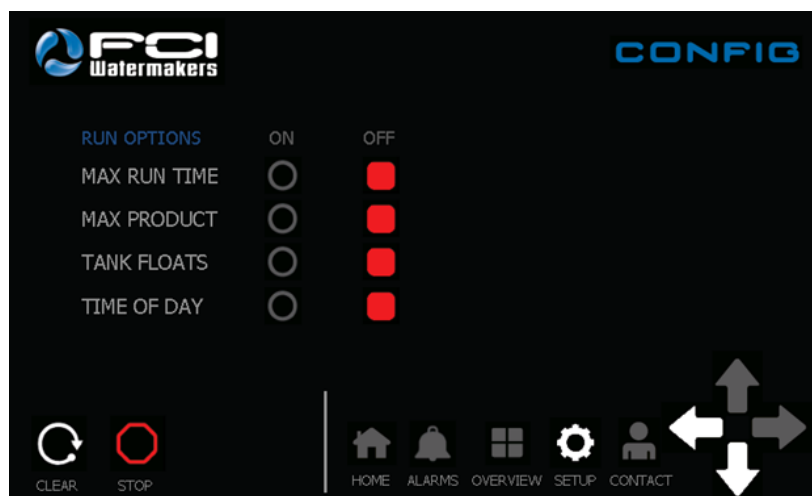 FCI
Watermakers
CONFIG
RUN OPTIONS ON OFF
MAX RUN TIME
MAX PRODUCT
TANK FLOATS
TIME OF DAY
CLEAR STOP HOME ALARMS OVERVIEW SETUP CONTACT